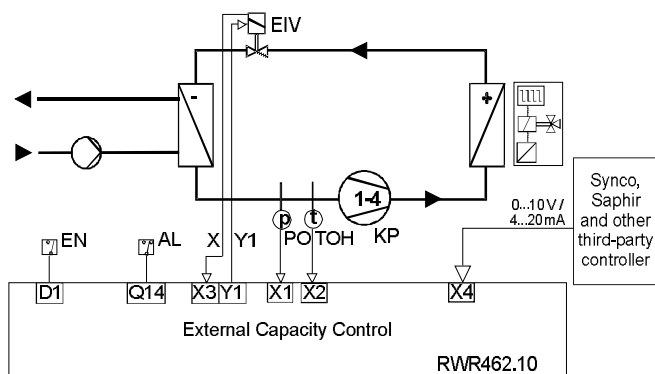 EIV
-
+
1-4
p
t
PO TOH KP
0...10V /
4...20mA
Synco,
Saphir
and other
third-party
controller
EN
AL
X
Y1
D1
Q14
X3
Y1
X1
X2
X4
External Capacity Control
RWR462.10